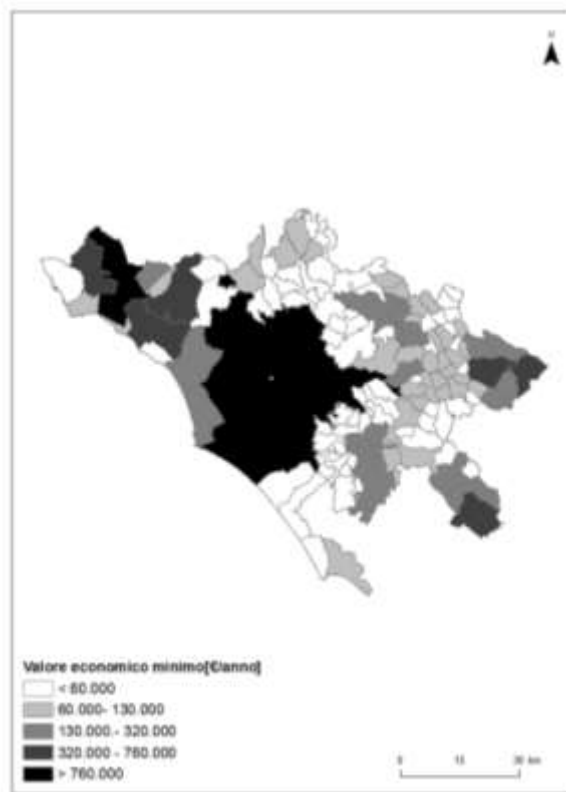 N
Valore economico minimo[€/anno]
< 60.000
60.000- 130.000
130.000.- 320.000
320.000 - 760.000
> 760.000
0 15 30 km